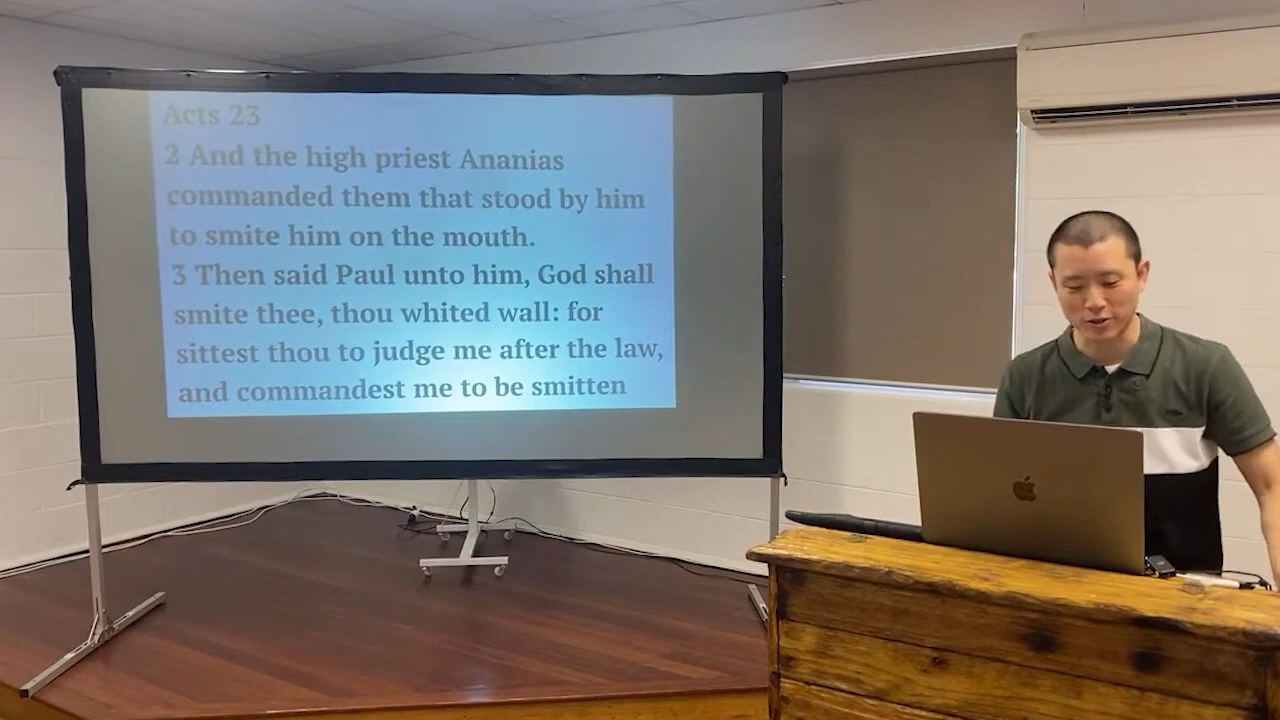 Acts 23
2 And the high priest Ananias
commanded them that stood by him
to smite him on the mouth.
3 Then said Paul unto him, God shall
smite thee, thou whited wall: for
sittest thou to judge me after the law,
and commandest me to be smitten